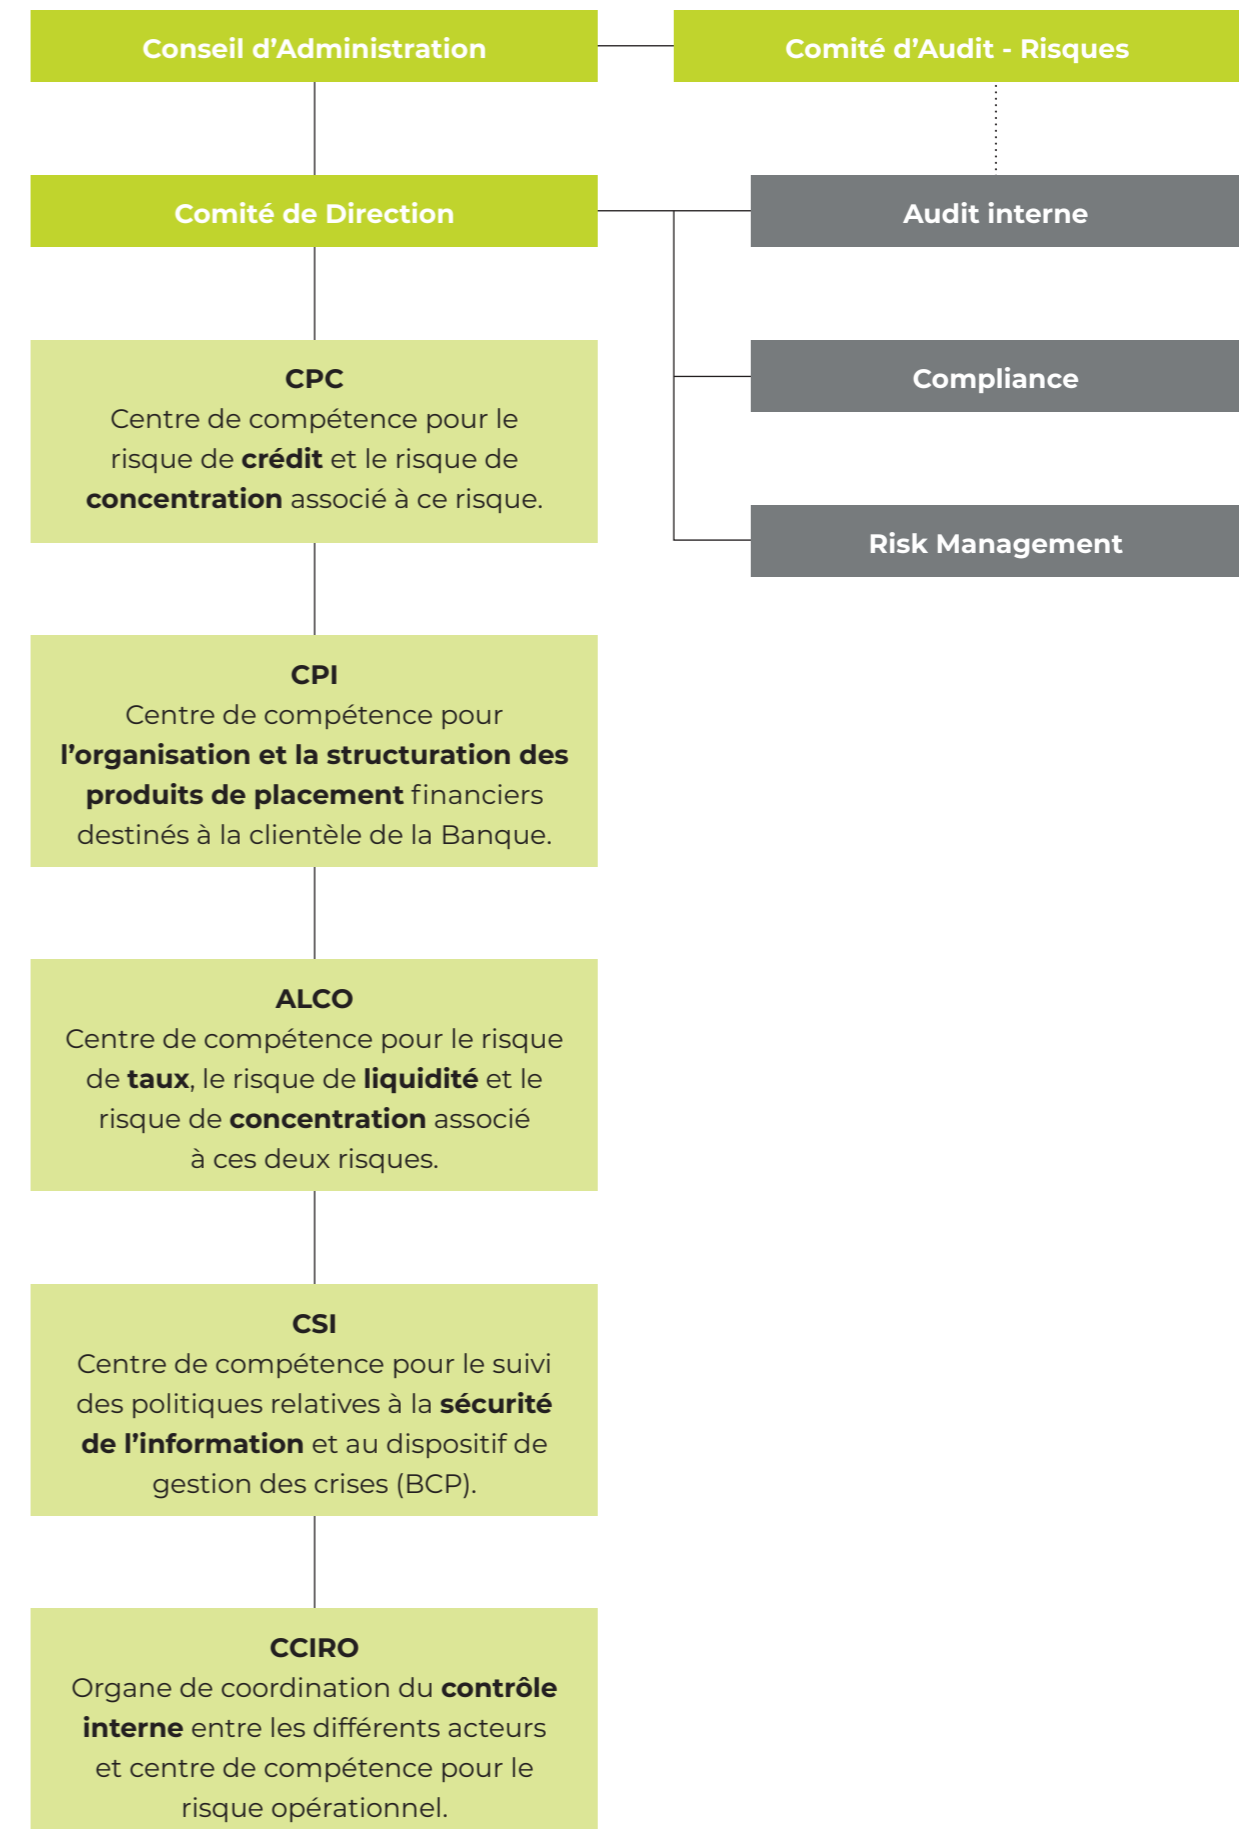 Conseil d’Administration
Comité d’Audit - Risques
Comité de Direction
Audit interne
Compliance
Risk Management
CPC
Centre de compétence pour le
risque de crédit et le risque de
concentration associé à ce risque.
CPI
Centre de compétence pour
l’organisation et la structuration des
produits de placement financiers
destinés à la clientèle de la Banque.
ALCO
Centre de compétence pour le risque
de taux, le risque de liquidité et le
risque de concentration associé
à ces deux risques.
CSI
Centre de compétence pour le suivi
des politiques relatives à la sécurité
de l’information et au dispositif de
gestion des crises (BCP).
CCIRO
Organe de coordination du contrôle
interne entre les différents acteurs
et centre de compétence pour le
risque opérationnel.